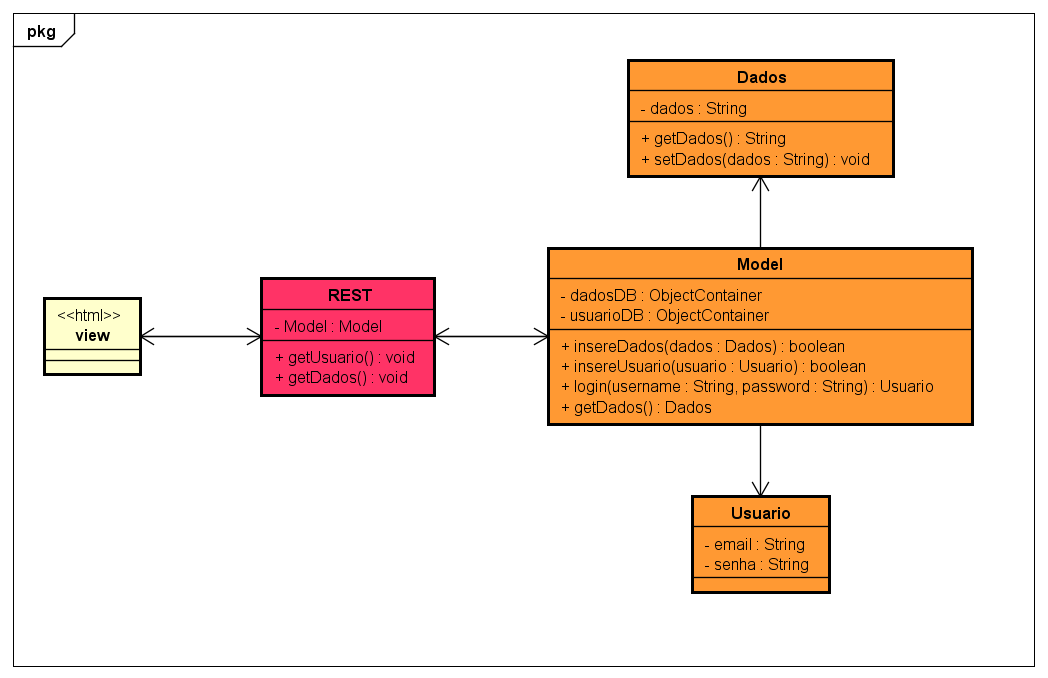 pkg
Dados
- dados : String
+ getDados() : String
+ setDados(dados : String) : void
<<html>>
view
REST
- Model : Model
+ getUsuario() : void
+ getDados() : void
Model
- dadosDB : ObjectContainer
- usuarioDB : ObjectContainer
+ insereDados(dados : Dados) : boolean
+ insereUsuario(usuario : Usuario) : boolean
+ login(username : String, password : String) : Usuario
+ getDados() : Dados
Usuario
- email : String
- senha : String